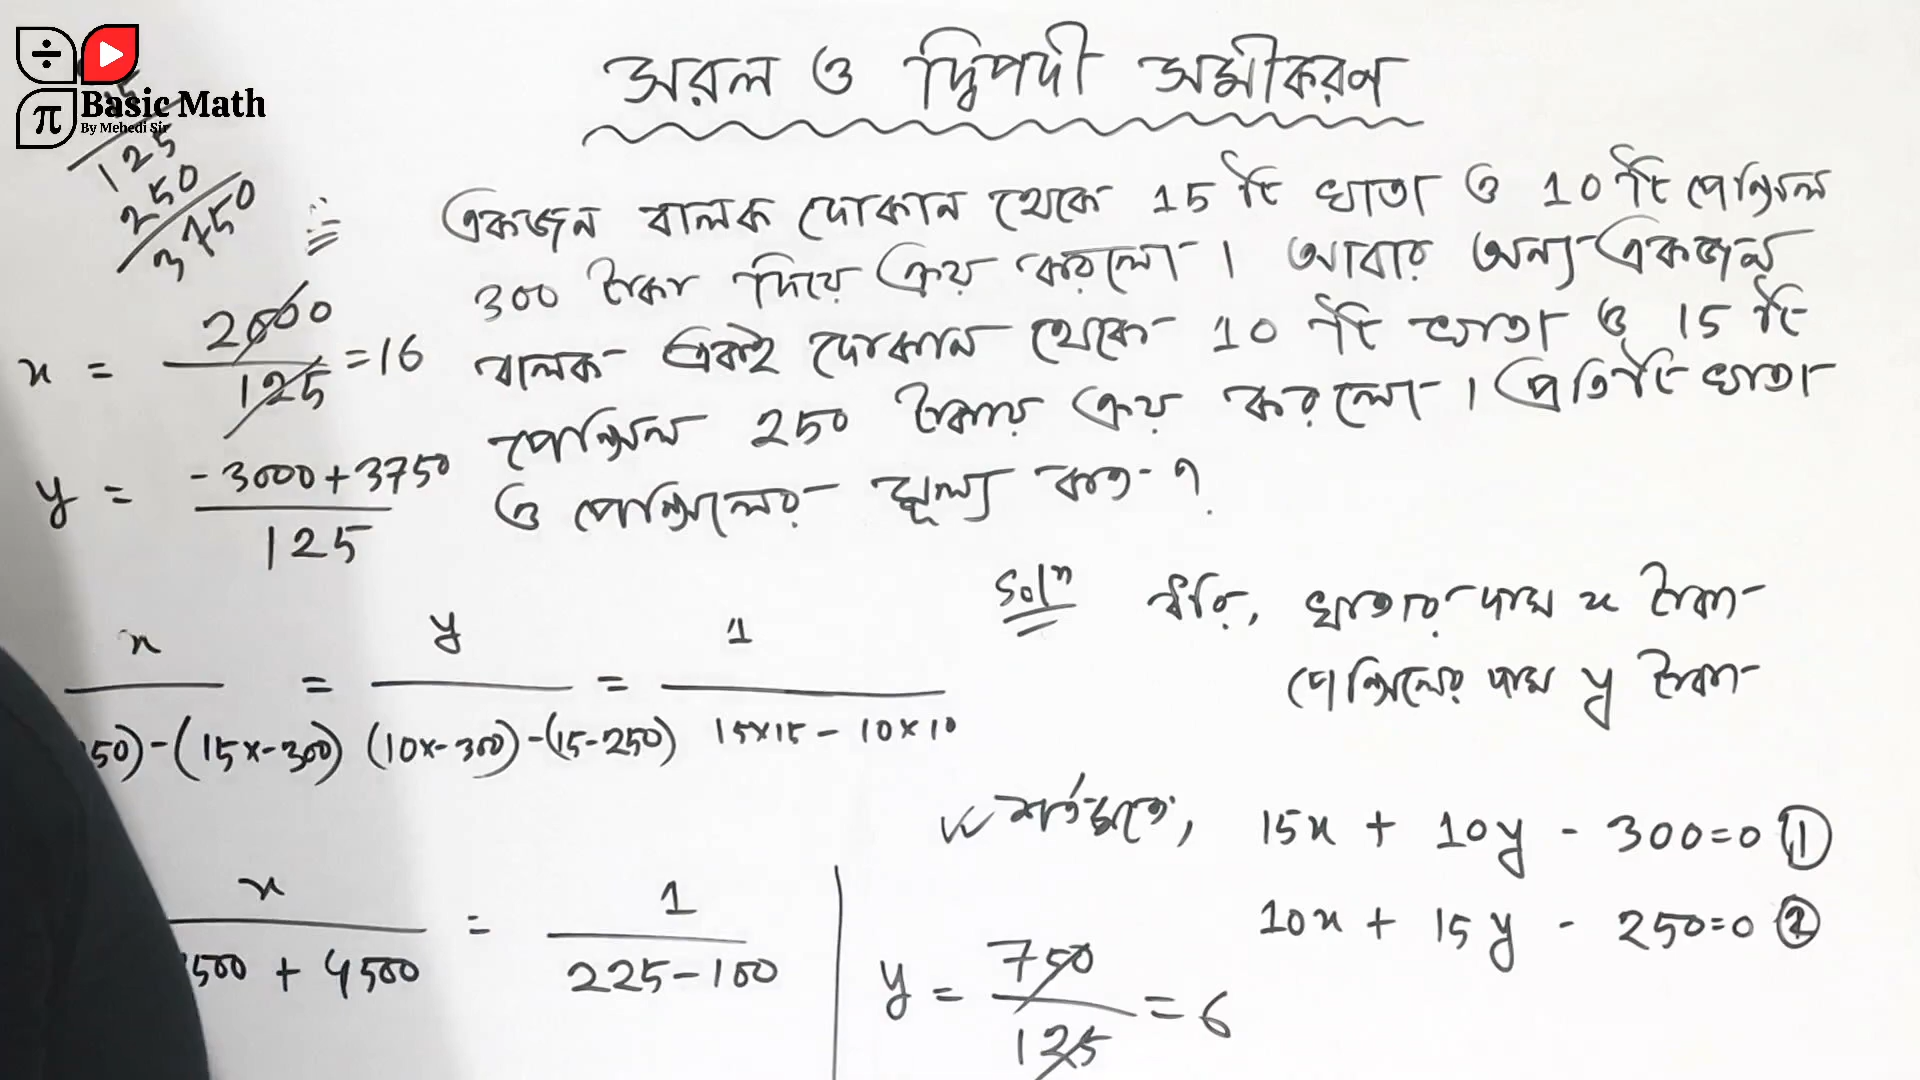 Basic Math
By Mehedi Sir
সরল ও দ্বিপদী সমীকরণ
15
125
250
3750
একজন বালক দোকান থেকে 15 টি খাতা ও 10 টি পেন্সিল
300 টাকা দিয়ে ক্রয় করলো। আবার অন্য একজন
বালক একই দোকান থেকে 10 টি খাতা ও 15 টি
পেন্সিল 250 টাকায় ক্রয় করলো। প্রতিটি খাতা
ও পেন্সিলের মূল্য কত?
x = 2000/125 = 16
y = -3000+3750/125
Solⁿ ধরি, খাতার দাম x টাকা
পেন্সিলের দাম y টাকা
x / 50)-(15x-300) = y / (10x-300)-(15-250) = 1 / 15x15 - 10x10
শর্তমতে, 15x + 10y - 300=0 ①
10x + 15y - 250=0 ②
x / 500 + 4500 = 1 / 225-100
y = 750/125 = 6